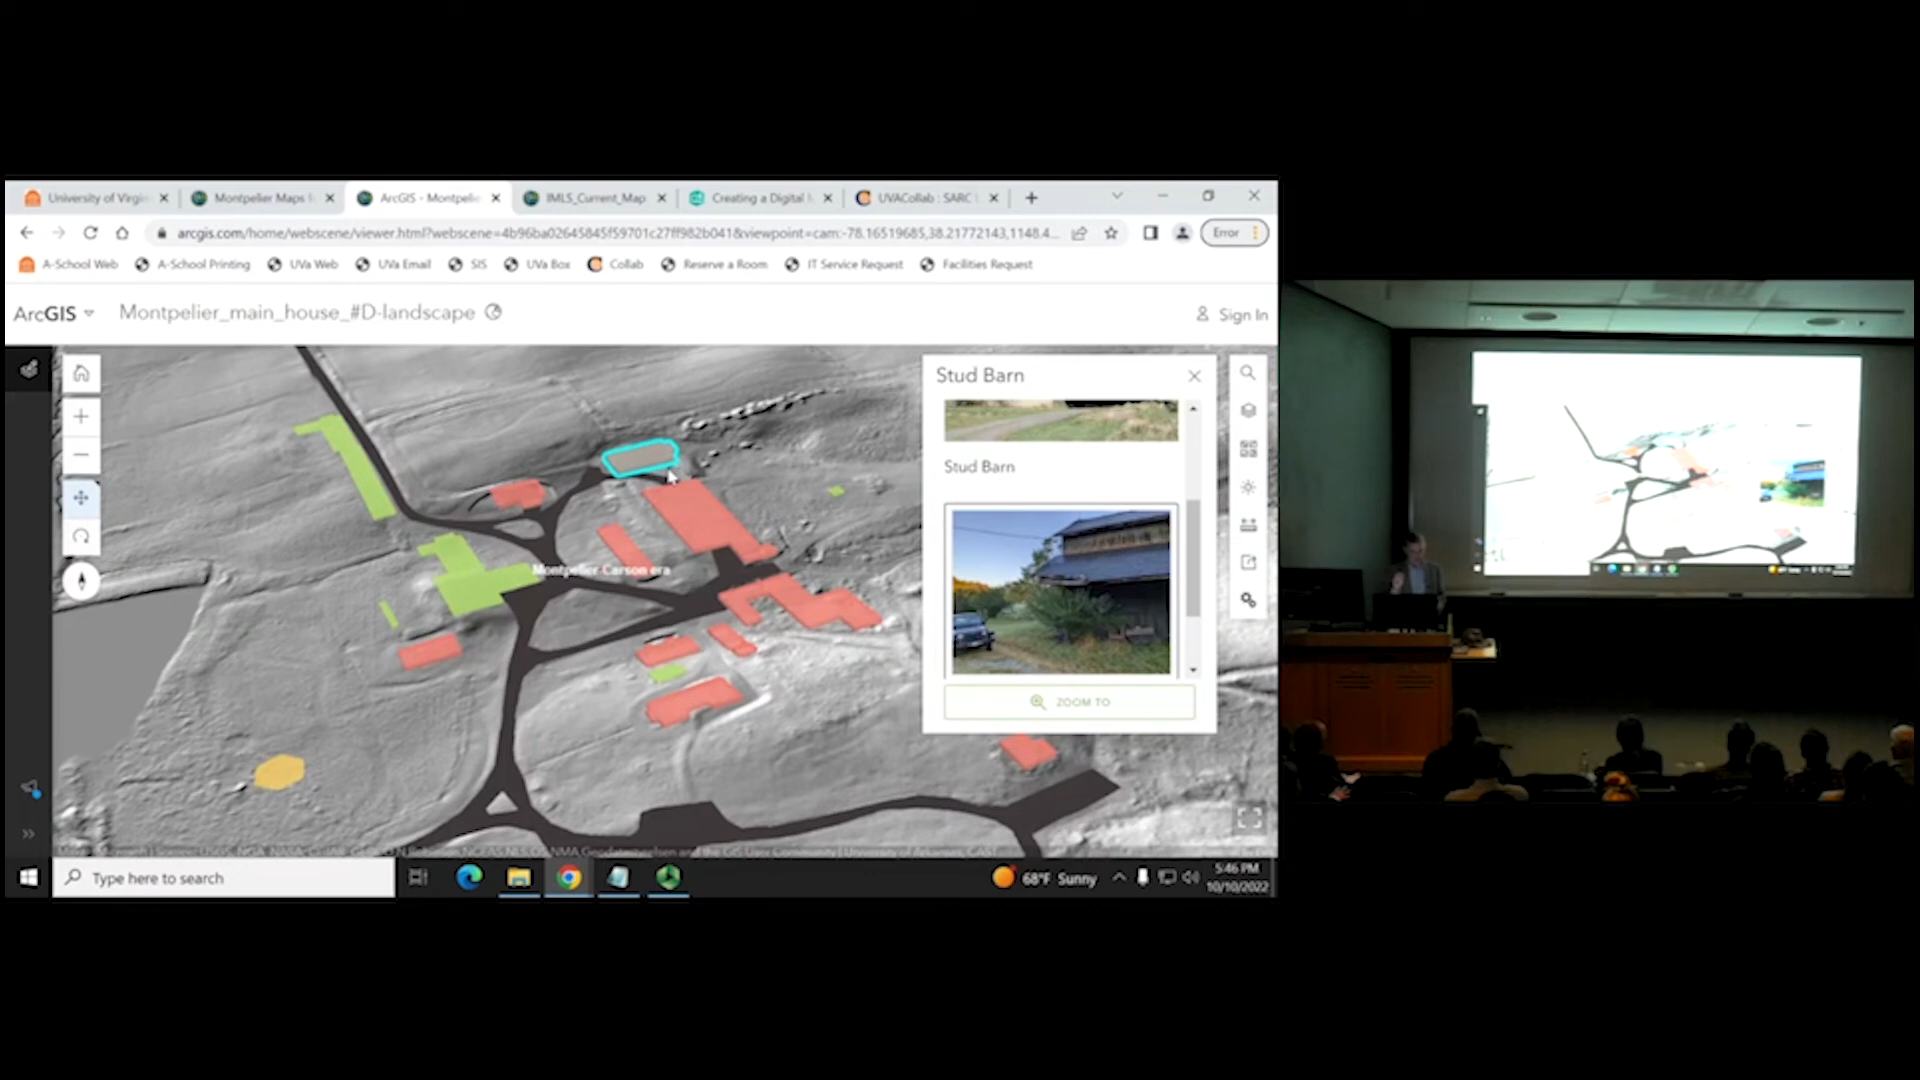 University of Virgin
Montpelier Maps f
ArcGIS - Montpelie
IMLS_Current_Map
Creating a Digital
UVACollab : SARC
arcgis.com/home/webscene/viewer.html?webscene=4b96ba02645845f59701c27ff982b041&viewpoint=cam:-78.16519685,38.21772143,1148.4...
Error
A-School Web
A-School Printing
UVa Web
UVa Email
SIS
UVa Box
Collab
Reserve a Room
IT Service Request
Facilities Request
ArcGIS
Montpelier_main_house_#D-landscape
Sign In
Stud Barn
Stud Barn
Montpelier-Carson era
ZOOM TO
Type here to search
68°F Sunny
5:46 PM
10/10/2022